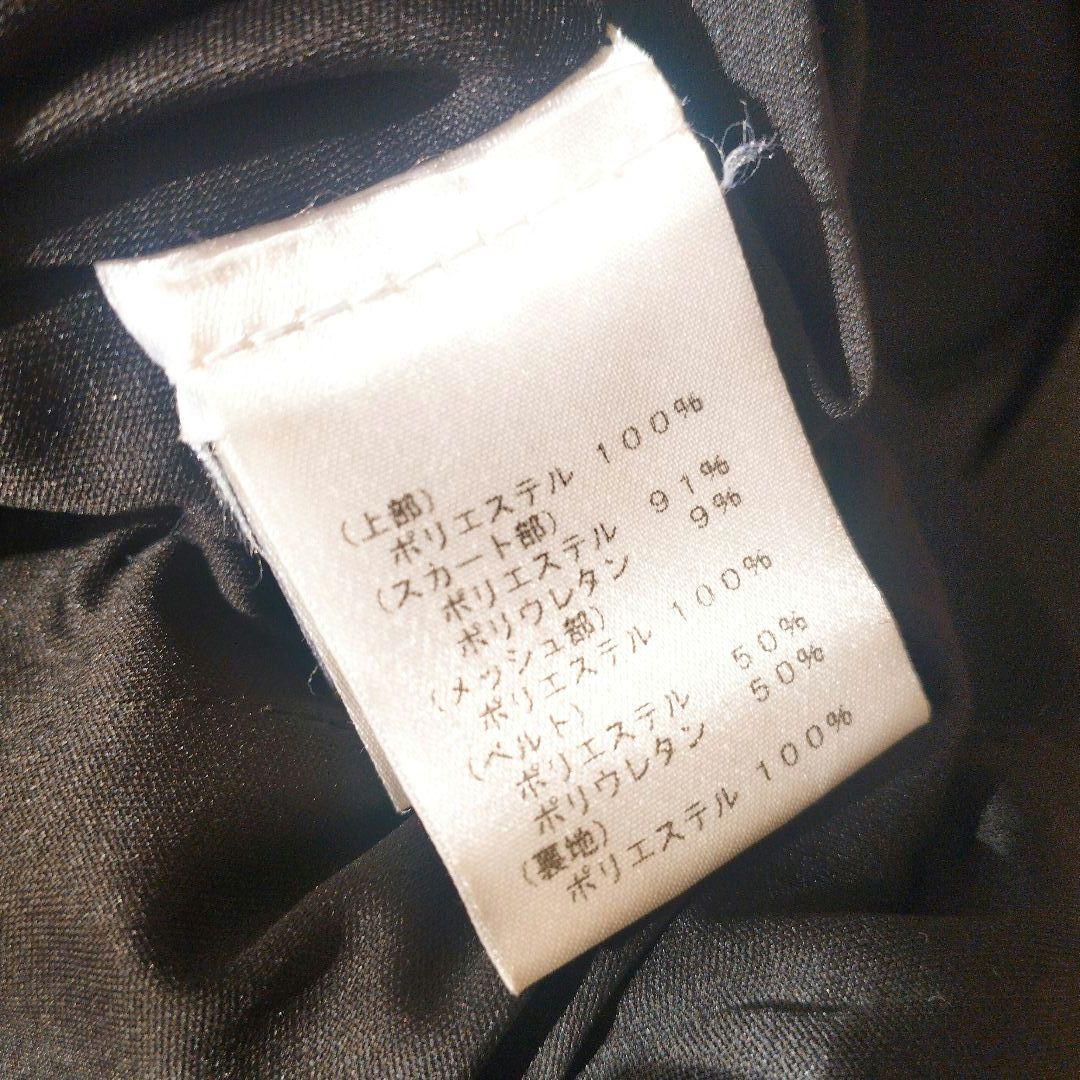 (上部)
ポリエステル 100%
(スカート部)
ポリエステル 91%
ポリウレタン 9%
(メッシュ部)
ポリエステル 100%
(ベルト)
ポリエステル 50%
ポリウレタン 50%
(裏地)
ポリエステル 100%